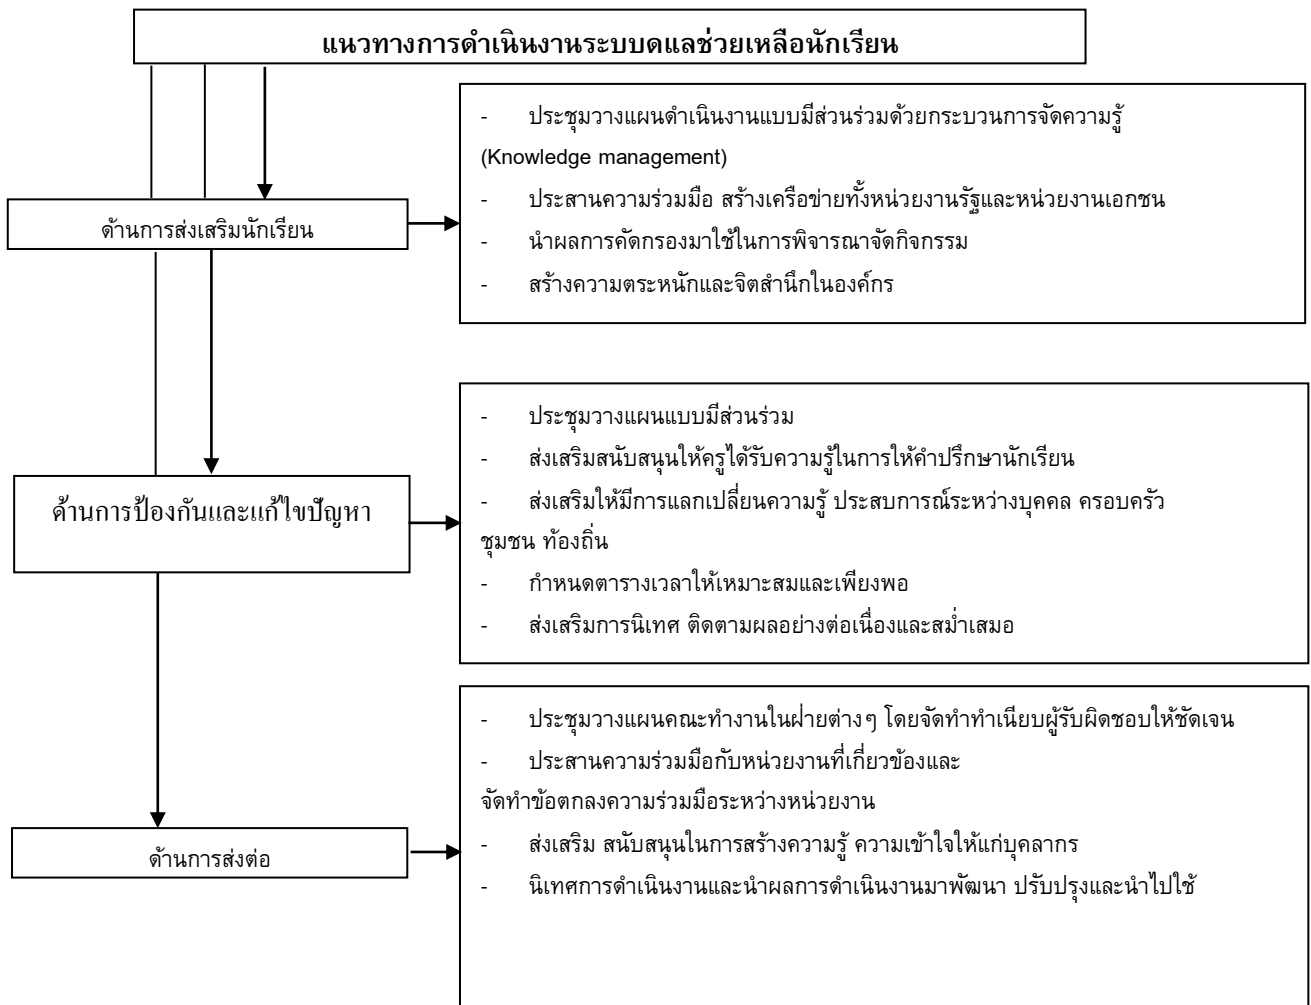 แนวทางการดำเนินงานระบบดแลช่วยเหลือนักเรียน
ด้านการส่งเสริมนักเรียน
- ประชุมวางแผนดำเนินงานแบบมีส่วนร่วมด้วยกระบวนการจัดความรู้
(Knowledge management)
- ประสานความร่วมมือ สร้างเครือข่ายทั้งหน่วยงานรัฐและหน่วยงานเอกชน
- นำผลการคัดกรองมาใช้ในการพิจารณาจัดกิจกรรม
- สร้างความตระหนักและจิตสำนึกในองค์กร
ด้านการป้องกันและแก้ไขปัญหา
- ประชุมวางแผนแบบมีส่วนร่วม
- ส่งเสริมสนับสนุนให้ครูได้รับความรู้ในการให้คำปรึกษานักเรียน
- ส่งเสริมให้มีการแลกเปลี่ยนความรู้ ประสบการณ์ระหว่างบุคคล ครอบครัว
ชุมชน ท้องถิ่น
- กำหนดตารางเวลาให้เหมาะสมและเพียงพอ
- ส่งเสริมการนิเทศ ติดตามผลอย่างต่อเนื่องและสม่ำเสมอ
ด้านการส่งต่อ
- ประชุมวางแผนคณะทำงานในฝ่ายต่างๆ โดยจัดทำทำเนียบผู้รับผิดชอบให้ชัดเจน
- ประสานความร่วมมือกับหน่วยงานที่เกี่ยวข้องและ
จัดทำข้อตกลงความร่วมมือระหว่างหน่วยงาน
- ส่งเสริม สนับสนุนในการสร้างความรู้ ความเข้าใจให้แก่บุคลากร
- นิเทศการดำเนินงานและนำผลการดำเนินงานมาพัฒนา ปรับปรุงและนำไปใช้